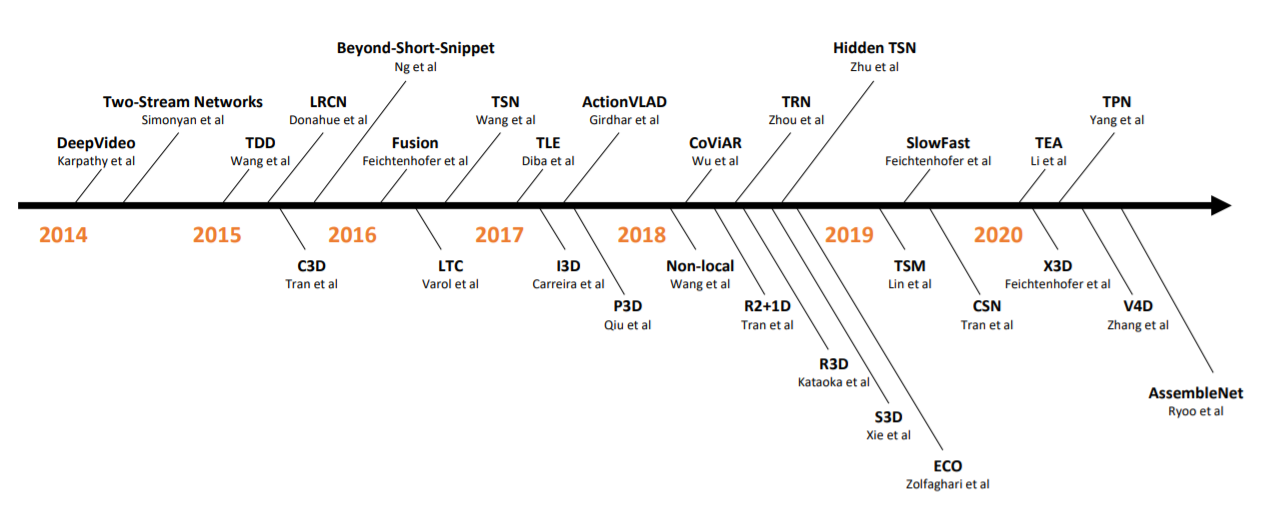 Beyond-Short-Snippet
Ng et al
Hidden TSN
Zhu et al
Two-Stream Networks
Simonyan et al
LRCN
Donahue et al
TSN
Wang et al
ActionVLAD
Girdhar et al
TRN
Zhou et al
TPN
Yang et al
DeepVideo
Karpathy et al
TDD
Wang et al
Fusion
Feichtenhofer et al
TLE
Diba et al
CoViAR
Wu et al
SlowFast
Feichtenhofer et al
TEA
Li et al
2014
2015
2016
2017
2018
2019
2020
C3D
Tran et al
LTC
Varol et al
I3D
Carreira et al
Non-local
Wang et al
TSM
Lin et al
X3D
Feichtenhofer et al
P3D
Qiu et al
R2+1D
Tran et al
CSN
Tran et al
V4D
Zhang et al
R3D
Kataoka et al
AssembleNet
Ryoo et al
S3D
Xie et al
ECO
Zolfaghari et al